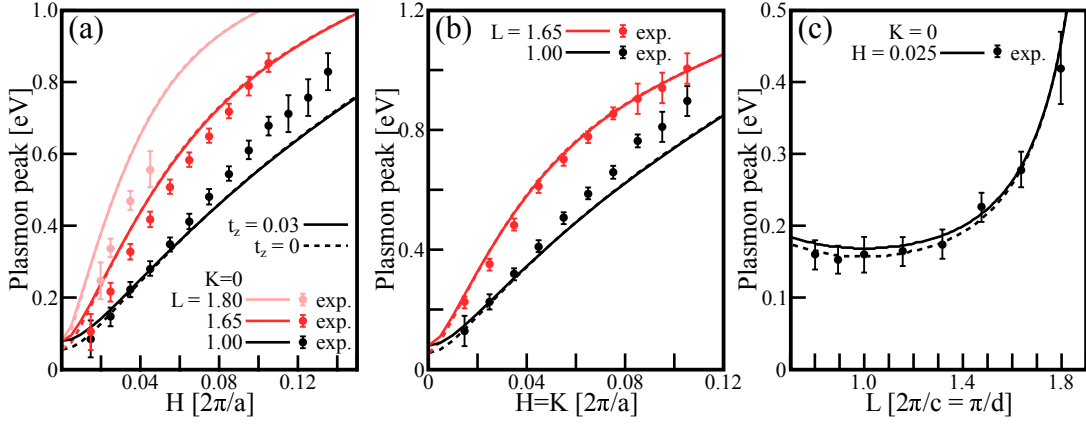 (a)
Plasmon peak [eV]
1.0
0.8
0.6
0.4
0.2
0
0.04
0.08
0.12
H [2π/a]
t_z = 0.03
t_z = 0
K=0
L = 1.80 exp.
1.65 exp.
1.00 exp.
(b)
Plasmon peak [eV]
1.2
0.8
0.4
0
0
0.04
0.08
0.12
H=K [2π/a]
L = 1.65 exp.
1.00 exp.
(c)
Plasmon peak [eV]
0.5
0.4
0.3
0.2
0.1
0
1.0
1.4
1.8
L [2π/c = π/d]
K = 0
H = 0.025 exp.